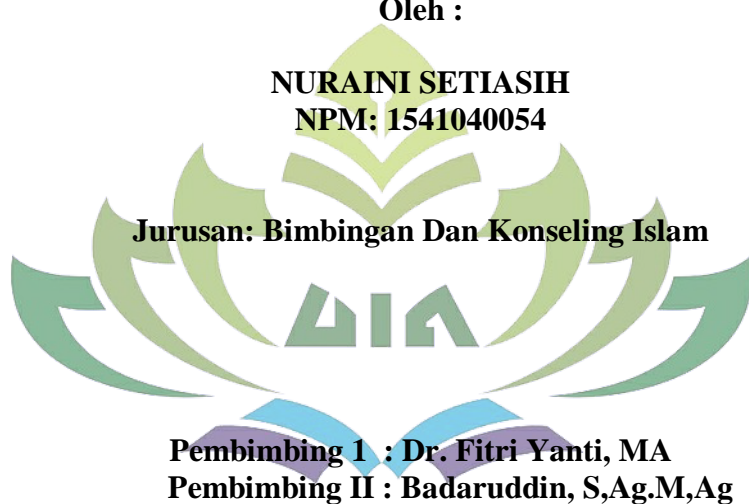 Oleh :
NURAINI SETIASIH
NPM: 1541040054
Jurusan: Bimbingan Dan Konseling Islam
UIN
Pembimbing 1 : Dr. Fitri Yanti, MA
Pembimbing II : Badaruddin, S,Ag.M,Ag